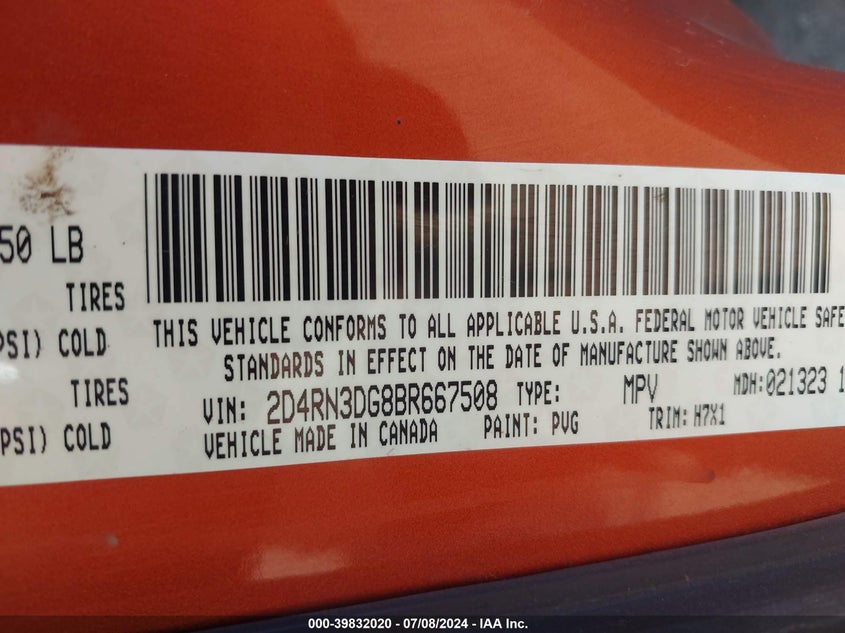 50 LB
TIRES
PSI) COLD
TIRES
PSI) COLD
THIS VEHICLE CONFORMS TO ALL APPLICABLE U.S.A. FEDERAL MOTOR VEHICLE SAFE
STANDARDS IN EFFECT ON THE DATE OF MANUFACTURE SHOWN ABOVE.
VIN: 2D4RN3DG8BR667508 TYPE: MPV MDH:021323 1
VEHICLE MADE IN CANADA PAINT: PVG TRIM: H7X1
000-39832020 - 07/08/2024 - IAA Inc.